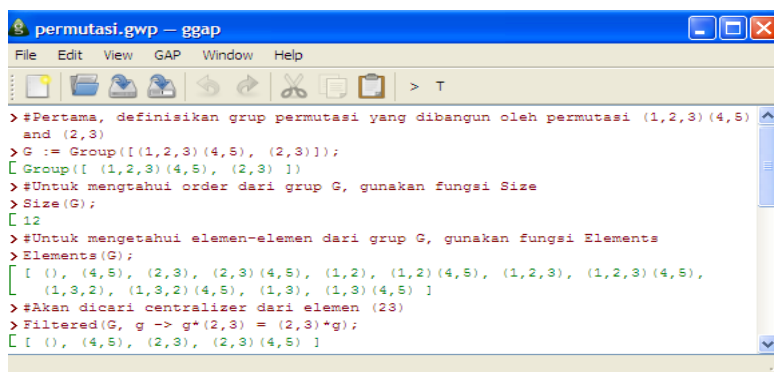 permutasi.gwp — ggap
File Edit View GAP Window Help
> T
> #Pertama, definisikan grup permutasi yang dibangun oleh permutasi (1,2,3)(4,5)
and (2,3)
> G := Group([(1,2,3)(4,5), (2,3)]);
[ Group([ (1,2,3)(4,5), (2,3) ])
> #Untuk mengtahui order dari grup G, gunakan fungsi Size
> Size(G);
[ 12
> #Untuk mengetahui elemen-elemen dari grup G, gunakan fungsi Elements
> Elements(G);
[ [ (), (4,5), (2,3), (2,3)(4,5), (1,2), (1,2)(4,5), (1,2,3), (1,2,3)(4,5),
(1,3,2), (1,3,2)(4,5), (1,3), (1,3)(4,5) ]
> #Akan dicari centralizer dari elemen (23)
> Filtered(G, g -> g*(2,3) = (2,3)*g);
[ [ (), (4,5), (2,3), (2,3)(4,5) ]